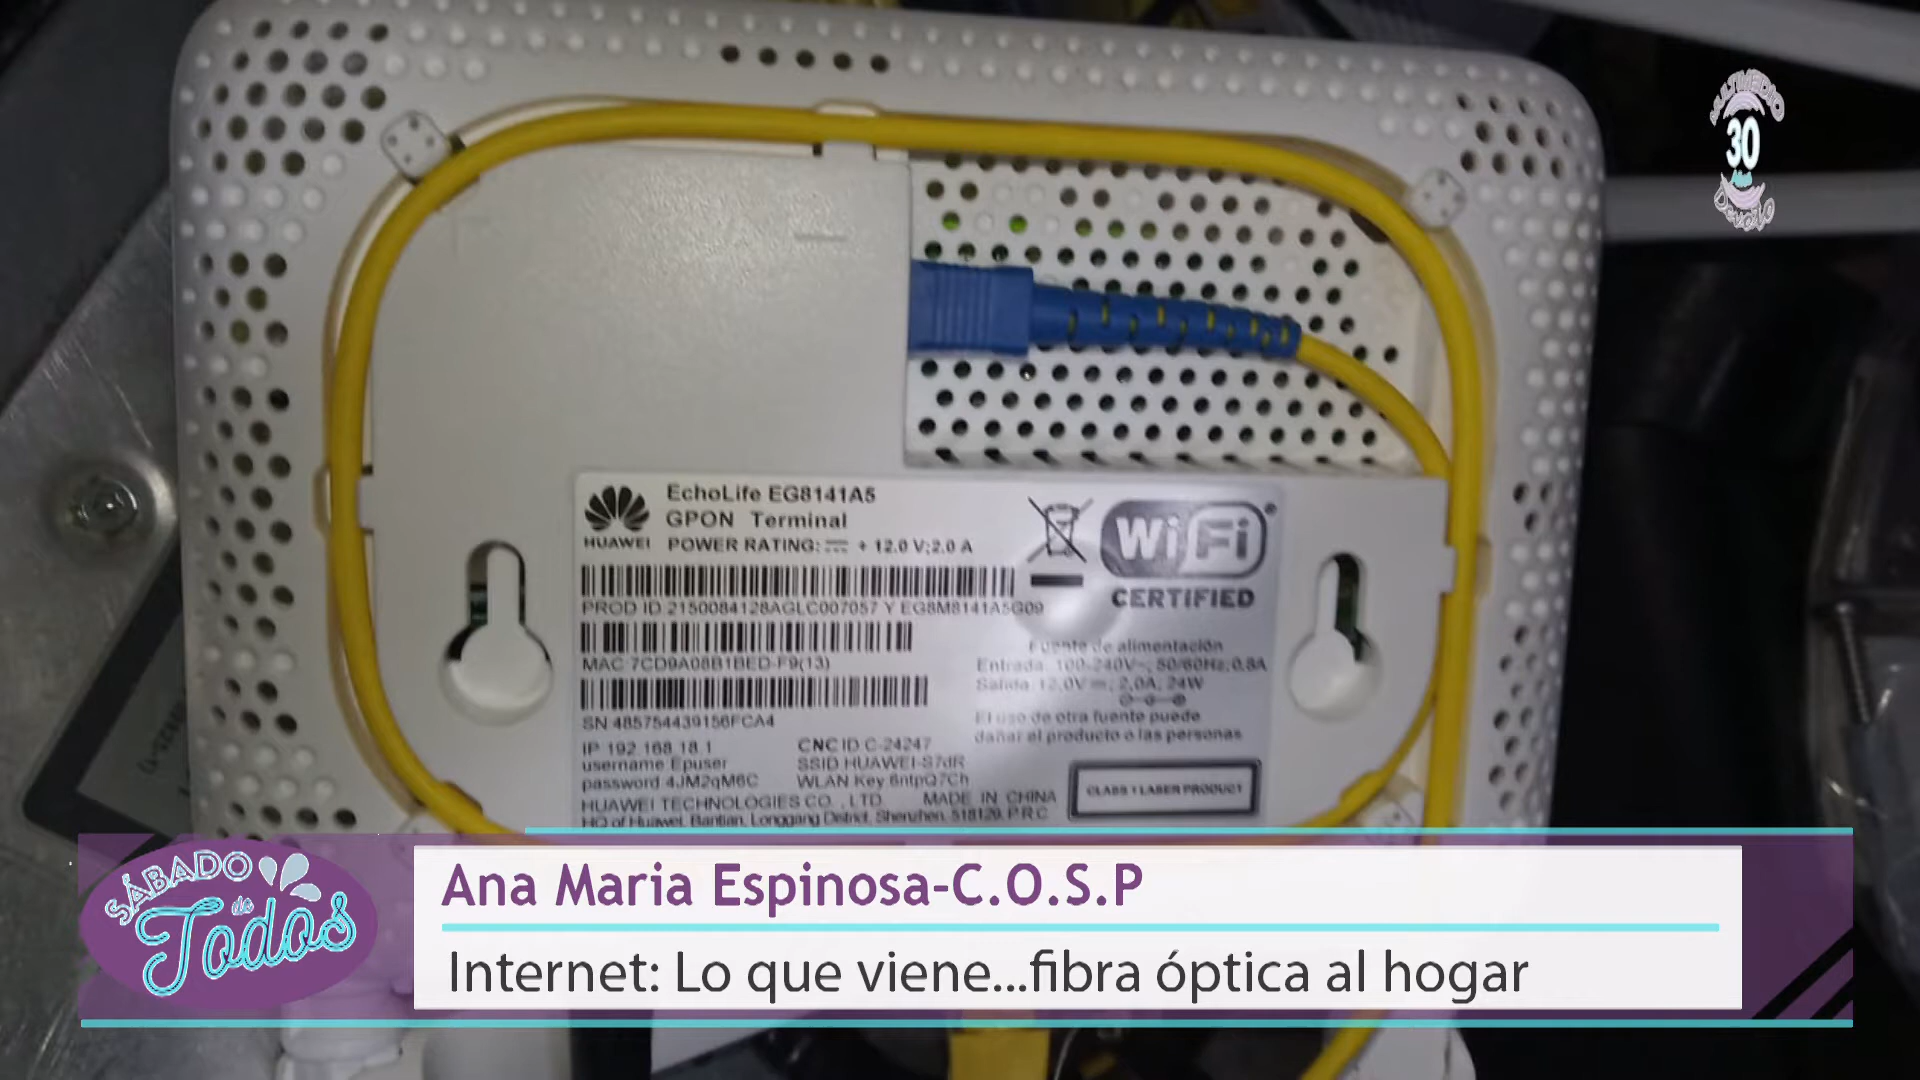 MULTIMEDIO
30
Años
EchoLife EG8141A5
GPON Terminal
HUAWEI POWER RATING: + 12.0 V;2.0 A
WiFi
CERTIFIED
PROD ID 2150084128AGLC007057 Y EG8M8141A5G09
MAC 7CD9A08B1BED-F9(13)
SN 485754439156FCA4
Fuente de alimentación
Entrada: 100-240V~; 50/60Hz; 0.8A
Salida: 12.0V; 2.0A; 24W
El uso de otra fuente puede
dañar el producto o las personas
IP 192.168.18.1 CNC ID C-24247
username Epuser SSID HUAWEI-S7dR
password 4JM2qM6C WLAN Key 6ntpQ7Ch
HUAWEI TECHNOLOGIES CO., LTD. MADE IN CHINA
HQ of Huawei, Bantian, Longgang District, Shenzhen, 518129, P.R.C
CLASS 1 LASER PRODUCT
SÁBADO
de
Todos
Ana Maria Espinosa-C.O.S.P
Internet: Lo que viene...fibra óptica al hogar